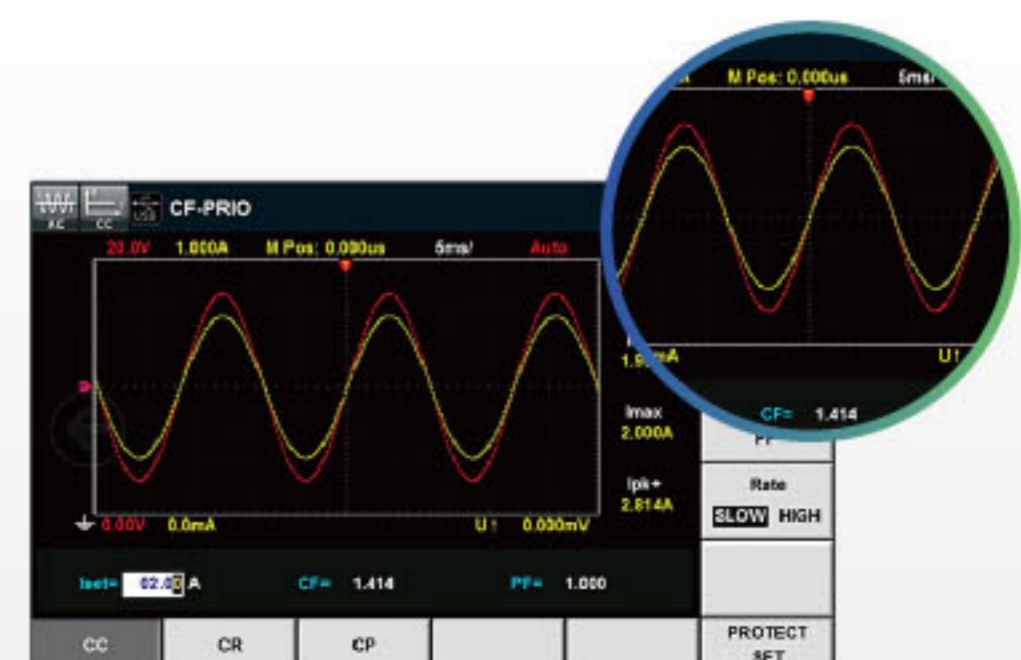 M Pos: 0.000us 5ms/
U↑
CF= 1.414
AC CC USB CF-PRIO
20.0V 1.000A M Pos: 0.000us 5ms/ Auto
Imax
2.000A
Ipk+
2.814A
0.00V 0.0mA U↑ 0.000mV
Iset= 02.00 A CF= 1.414 PF= 1.000
Rate
SLOW HIGH
CC CR CP
PROTECT
SET